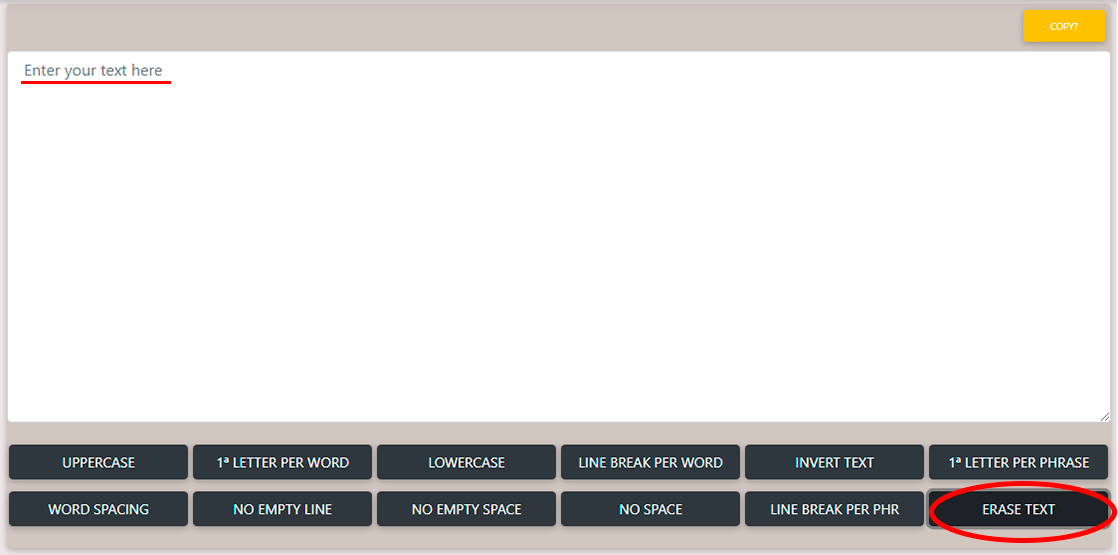 COPY?
Enter your text here
UPPERCASE 1ª LETTER PER WORD LOWERCASE LINE BREAK PER WORD INVERT TEXT 1ª LETTER PER PHRASE
WORD SPACING NO EMPTY LINE NO EMPTY SPACE NO SPACE LINE BREAK PER PHR ERASE TEXT